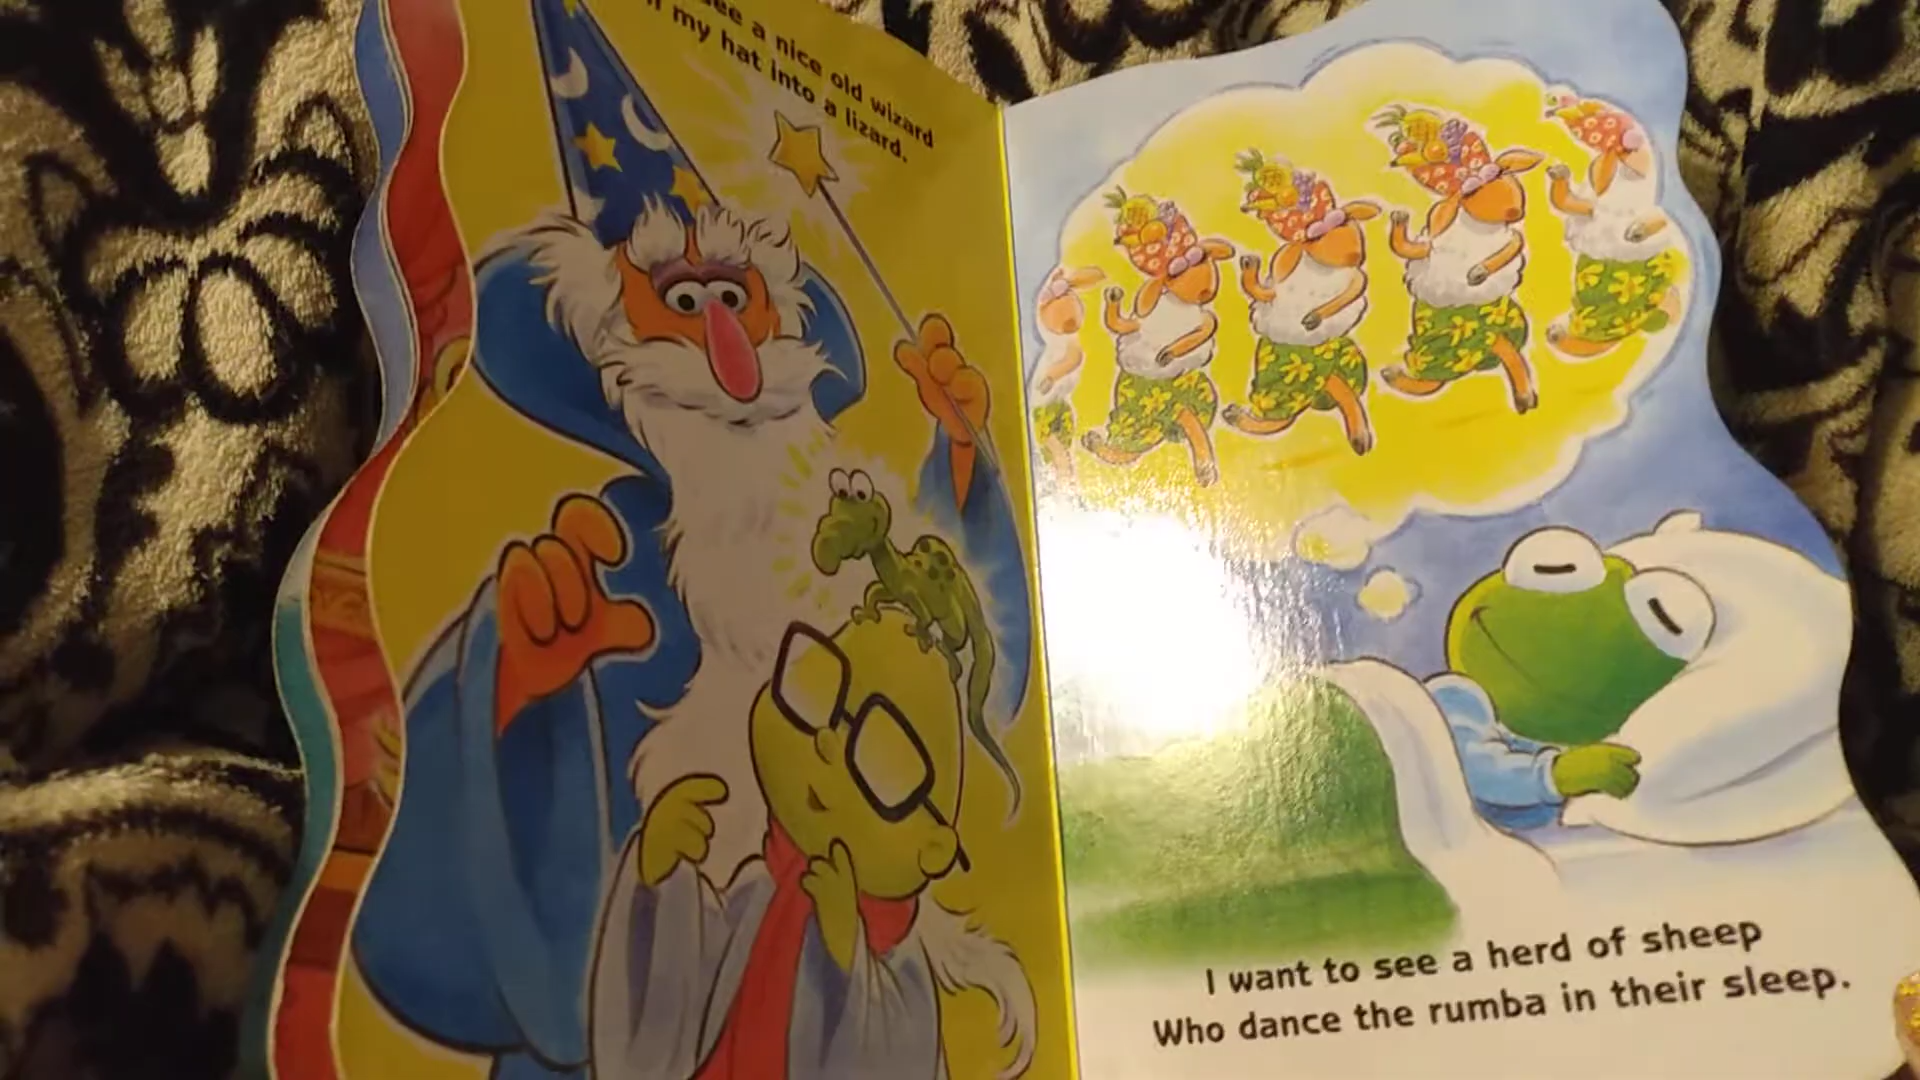 see a nice old wizard
my hat into a lizard.
I want to see a herd of sheep
Who dance the rumba in their sleep.